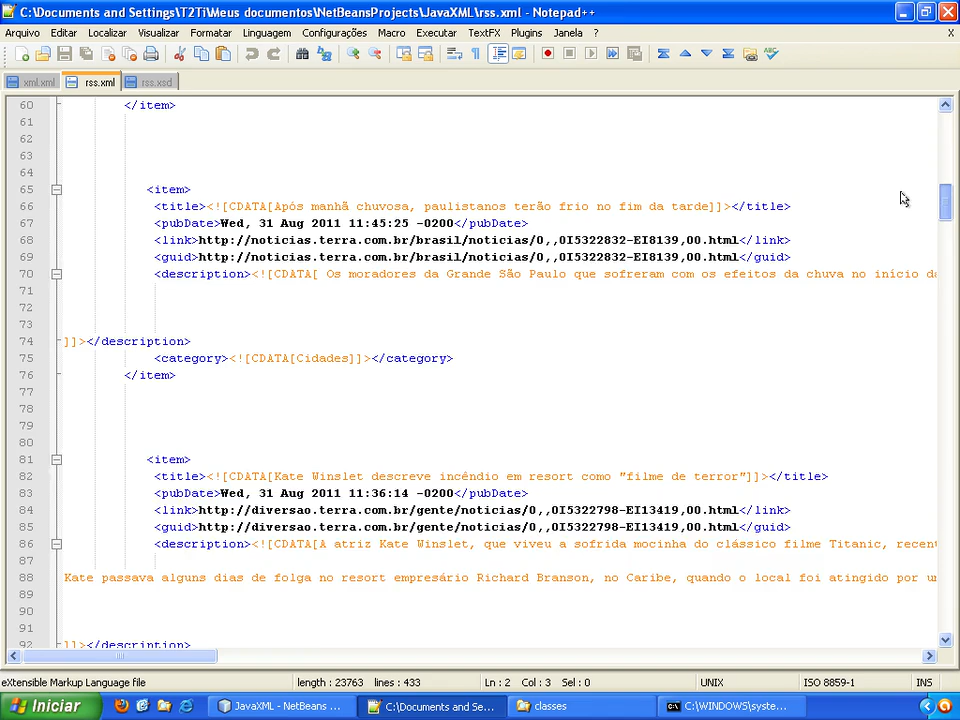 C:\Documents and Settings\T2Ti\Meus documentos\NetBeansProjects\JavaXML\rss.xml - Notepad++
Arquivo Editar Localizar Visualizar Formatar Linguagem Configurações Macro Executar TextFX Plugins Janela ? X
xml.xml rss.xml rss.xsd
60 </item>
61
62
63
64
65 <item>
66 <title><![CDATA[Após manhã chuvosa, paulistanos terão frio no fim da tarde]]></title>
67 <pubDate>Wed, 31 Aug 2011 11:45:25 -0200</pubDate>
68 <link>http://noticias.terra.com.br/brasil/noticias/0,,OI5322832-EI8139,00.html</link>
69 <guid>http://noticias.terra.com.br/brasil/noticias/0,,OI5322832-EI8139,00.html</guid>
70 <description><![CDATA[ Os moradores da Grande São Paulo que sofreram com os efeitos da chuva no início da
71
72
73
74 ]]></description>
75 <category><![CDATA[Cidades]]></category>
76 </item>
77
78
79
80
81 <item>
82 <title><![CDATA[Kate Winslet descreve incêndio em resort como "filme de terror"]]></title>
83 <pubDate>Wed, 31 Aug 2011 11:36:14 -0200</pubDate>
84 <link>http://diversao.terra.com.br/gente/noticias/0,,OI5322798-EI13419,00.html</link>
85 <guid>http://diversao.terra.com.br/gente/noticias/0,,OI5322798-EI13419,00.html</guid>
86 <description><![CDATA[A atriz Kate Winslet, que viveu a sofrida mocinha do clássico filme Titanic, recent
87
88 Kate passava alguns dias de folga no resort empresário Richard Branson, no Caribe, quando o local foi atingido por um
89
90
91
92 ]]></description>
eXtensible Markup Language file length : 23763 lines : 433 Ln : 2 Col : 3 Sel : 0 UNIX ISO 8859-1 INS
Iniciar JavaXML - NetBeans ... C:\Documents and Se... classes C:\WINDOWS\syste...